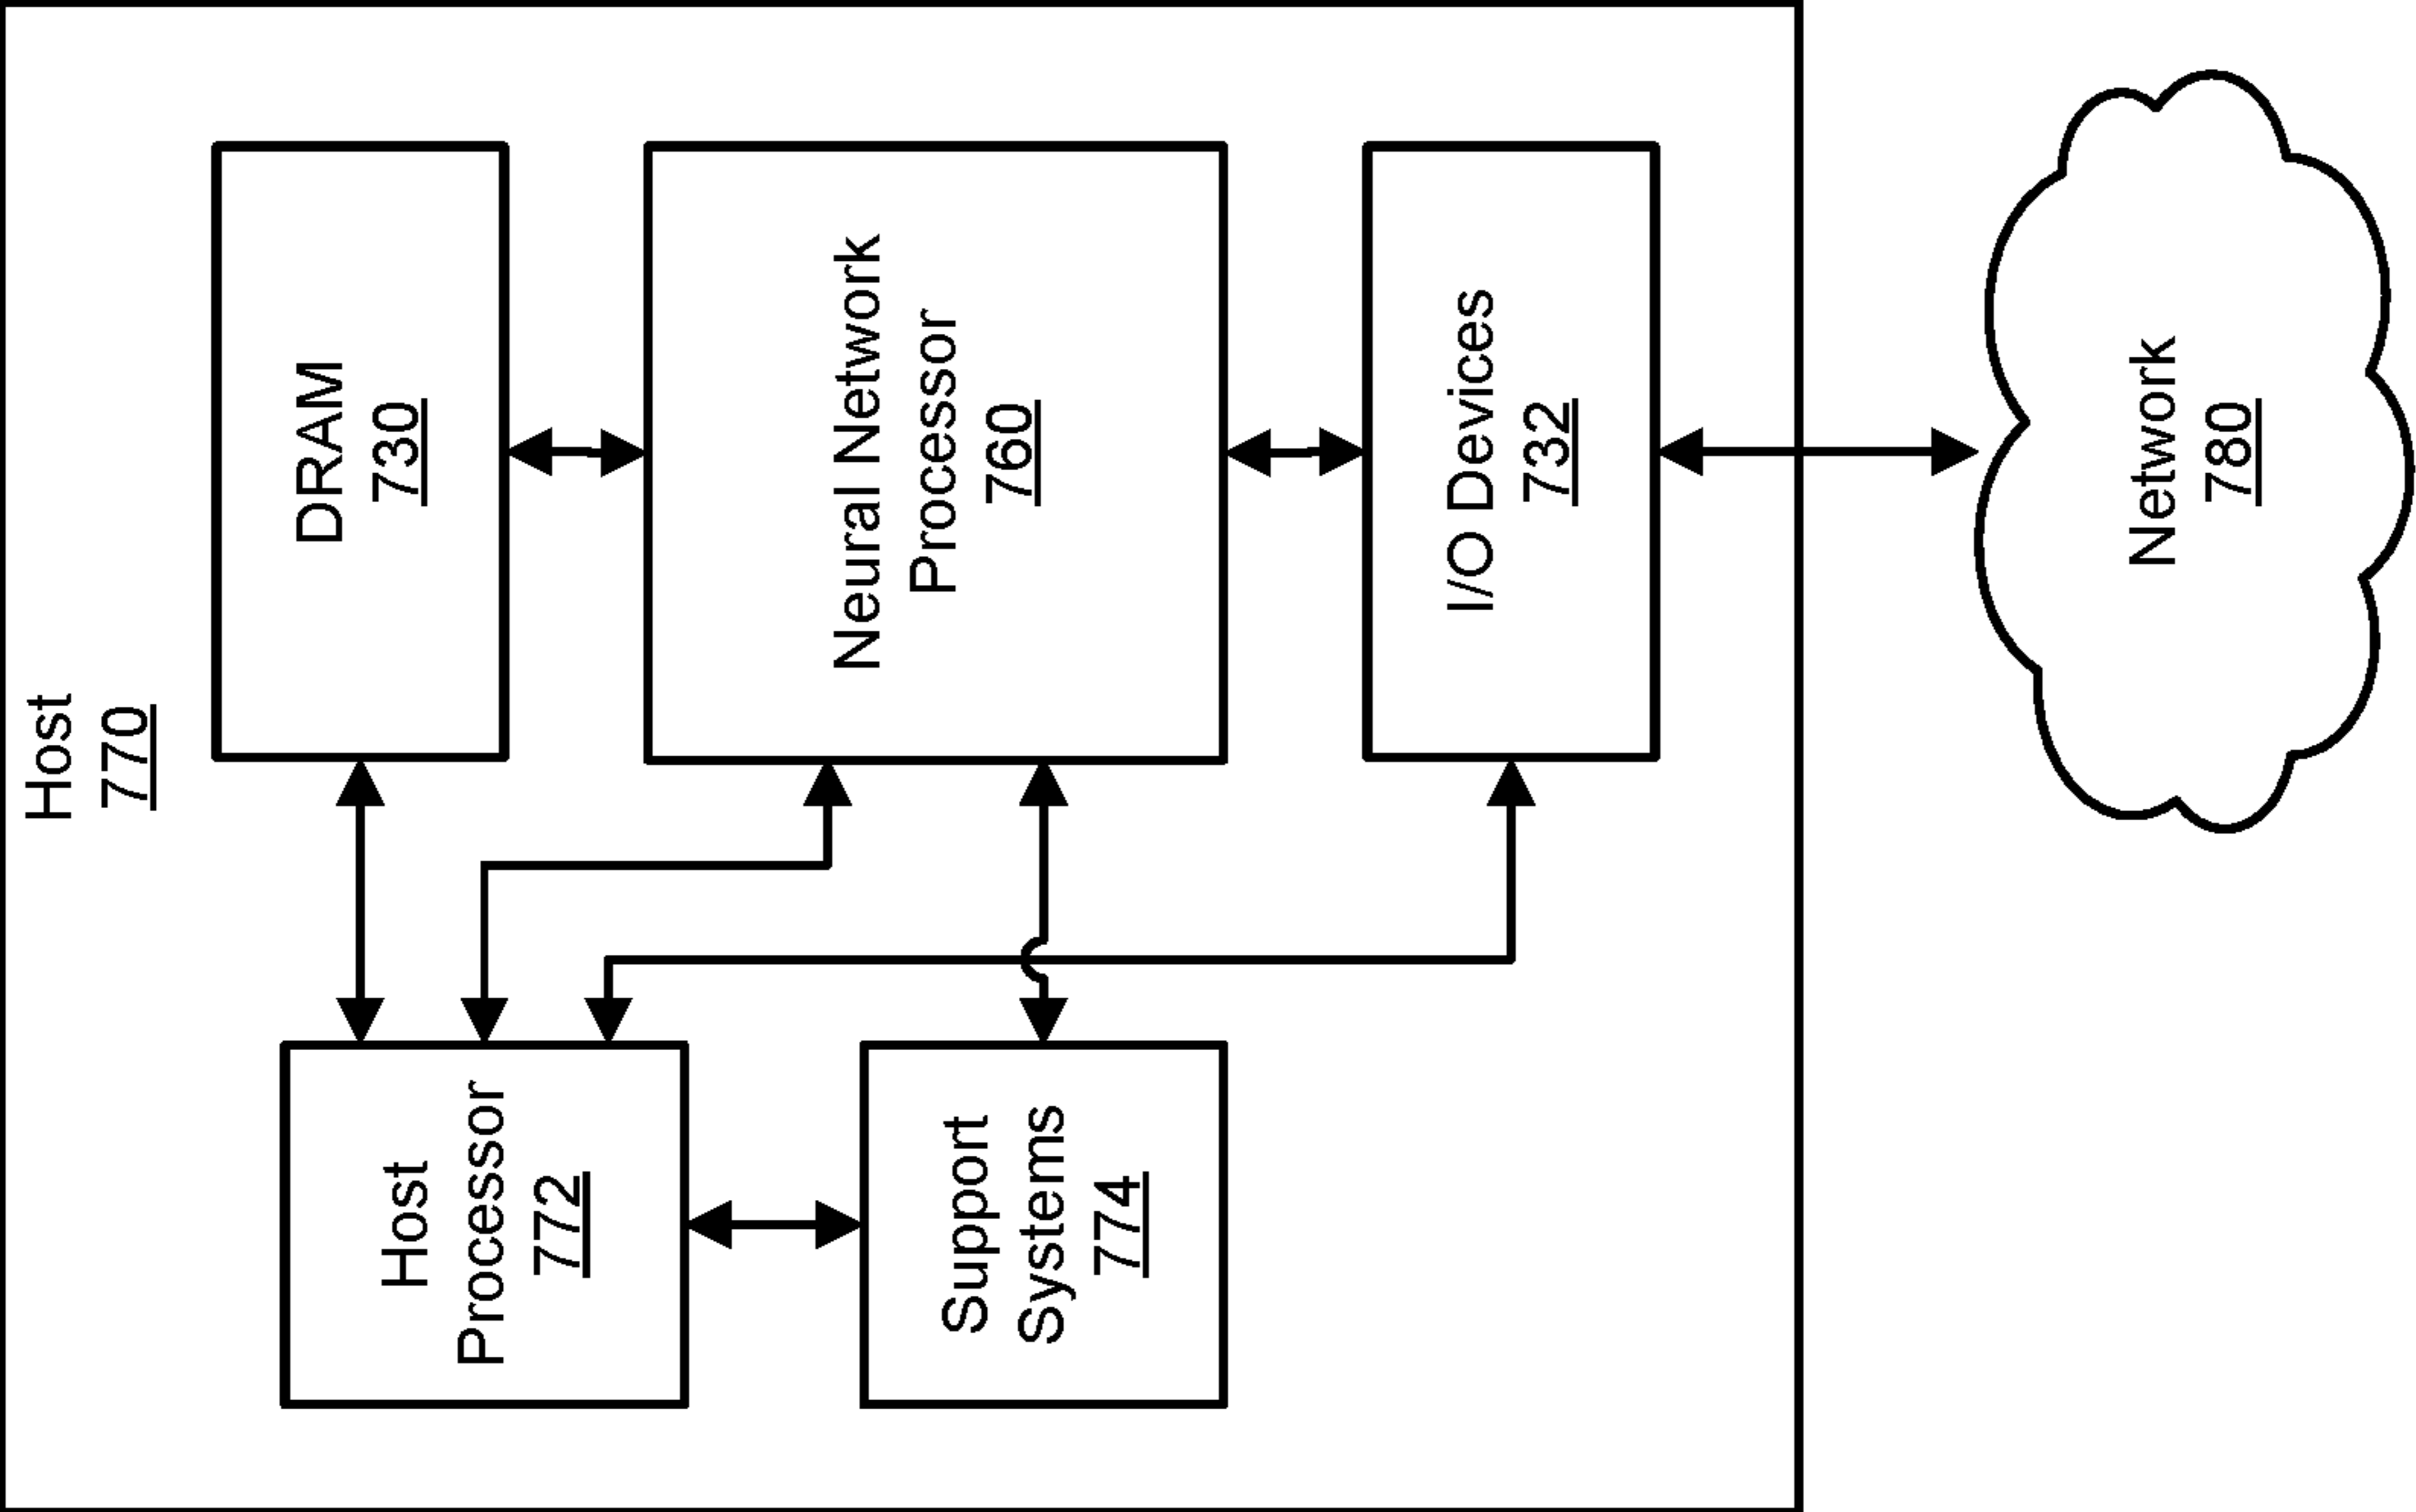 Host
770
DRAM
730
Neural Network
Processor
760
I/O Devices
732
Host
Processor
772
Support
Systems
774
Network
780